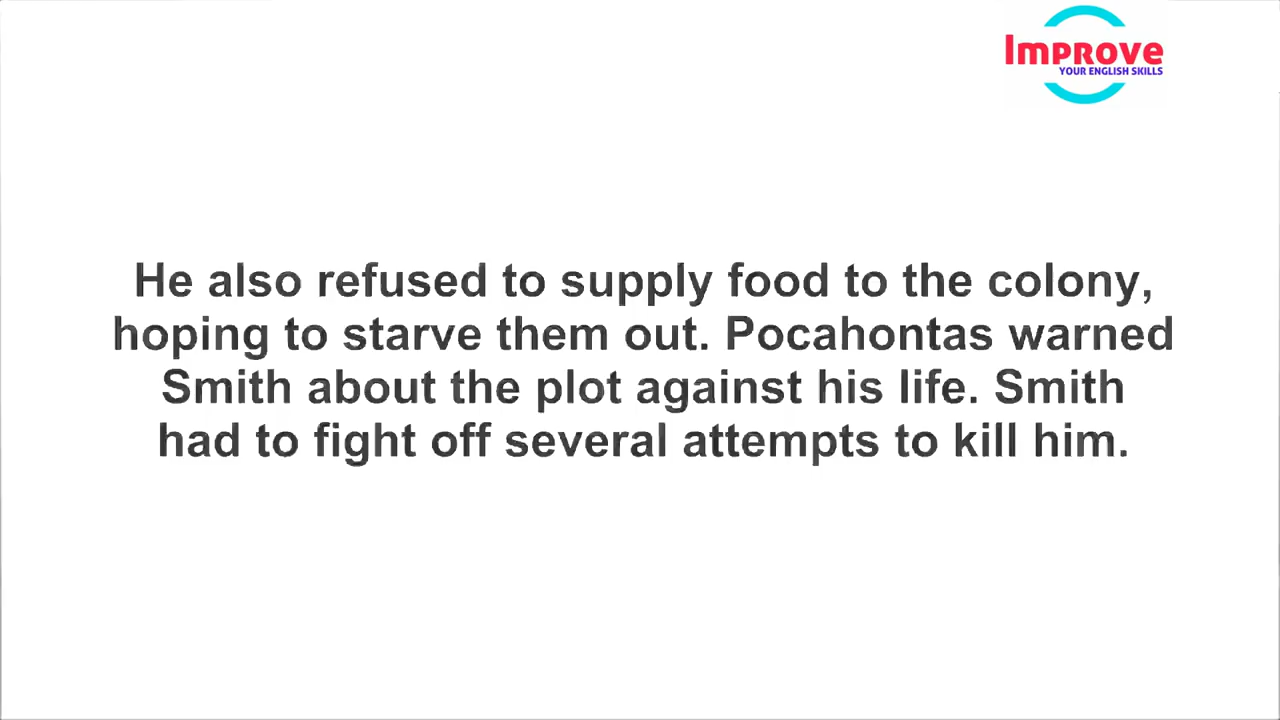 Improve
YOUR ENGLISH SKILLS
He also refused to supply food to the colony,
hoping to starve them out. Pocahontas warned
Smith about the plot against his life. Smith
had to fight off several attempts to kill him.